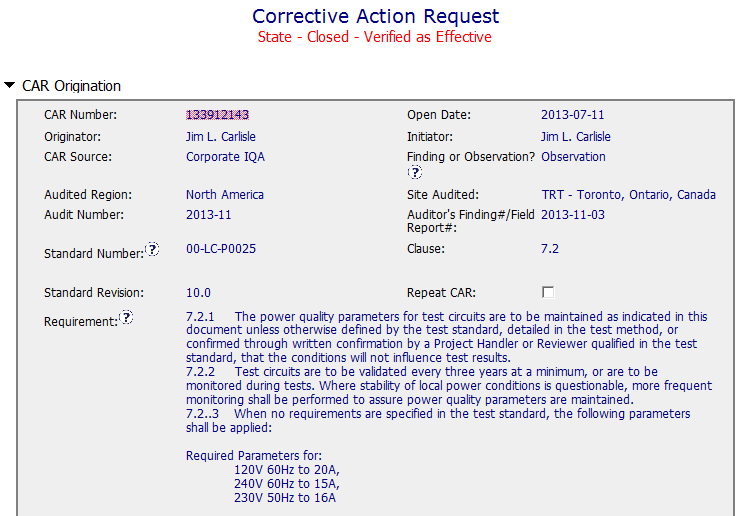 Corrective Action Request
State - Closed - Verified as Effective
CAR Origination
CAR Number: 133912143 Open Date: 2013-07-11
Originator: Jim L. Carlisle Initiator: Jim L. Carlisle
CAR Source: Corporate IQA Finding or Observation? Observation
?
Audited Region: North America Site Audited: TRT - Toronto, Ontario, Canada
Audit Number: 2013-11 Auditor's Finding#/Field 2013-11-03
Report#:
Standard Number: ? 00-LC-P0025 Clause: 7.2
Standard Revision: 10.0 Repeat CAR:
Requirement: ? 7.2.1 The power quality parameters for test circuits are to be maintained as indicated in this
document unless otherwise defined by the test standard, detailed in the test method, or
confirmed through written confirmation by a Project Handler or Reviewer qualified in the test
standard, that the conditions will not influence test results.
7.2.2 Test circuits are to be validated every three years at a minimum, or are to be
monitored during tests. Where stability of local power conditions is questionable, more frequent
monitoring shall be performed to assure power quality parameters are maintained.
7.2..3 When no requirements are specified in the test standard, the following parameters
shall be applied:
Required Parameters for:
120V 60Hz to 20A,
240V 60Hz to 15A,
230V 50Hz to 16A